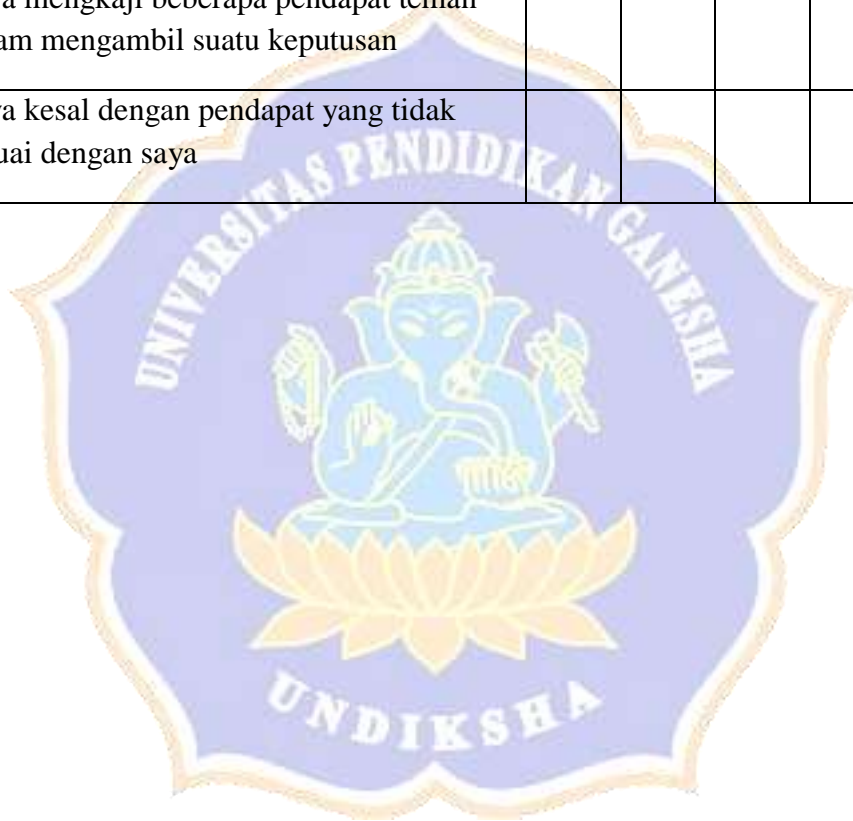 a mengkaji beberapa pendapat teman
am mengambil suatu keputusan
a kesal dengan pendapat yang tidak
uai dengan saya
UNIVERSITAS PENDIDIKAN GANESHA
UNDIKSHA